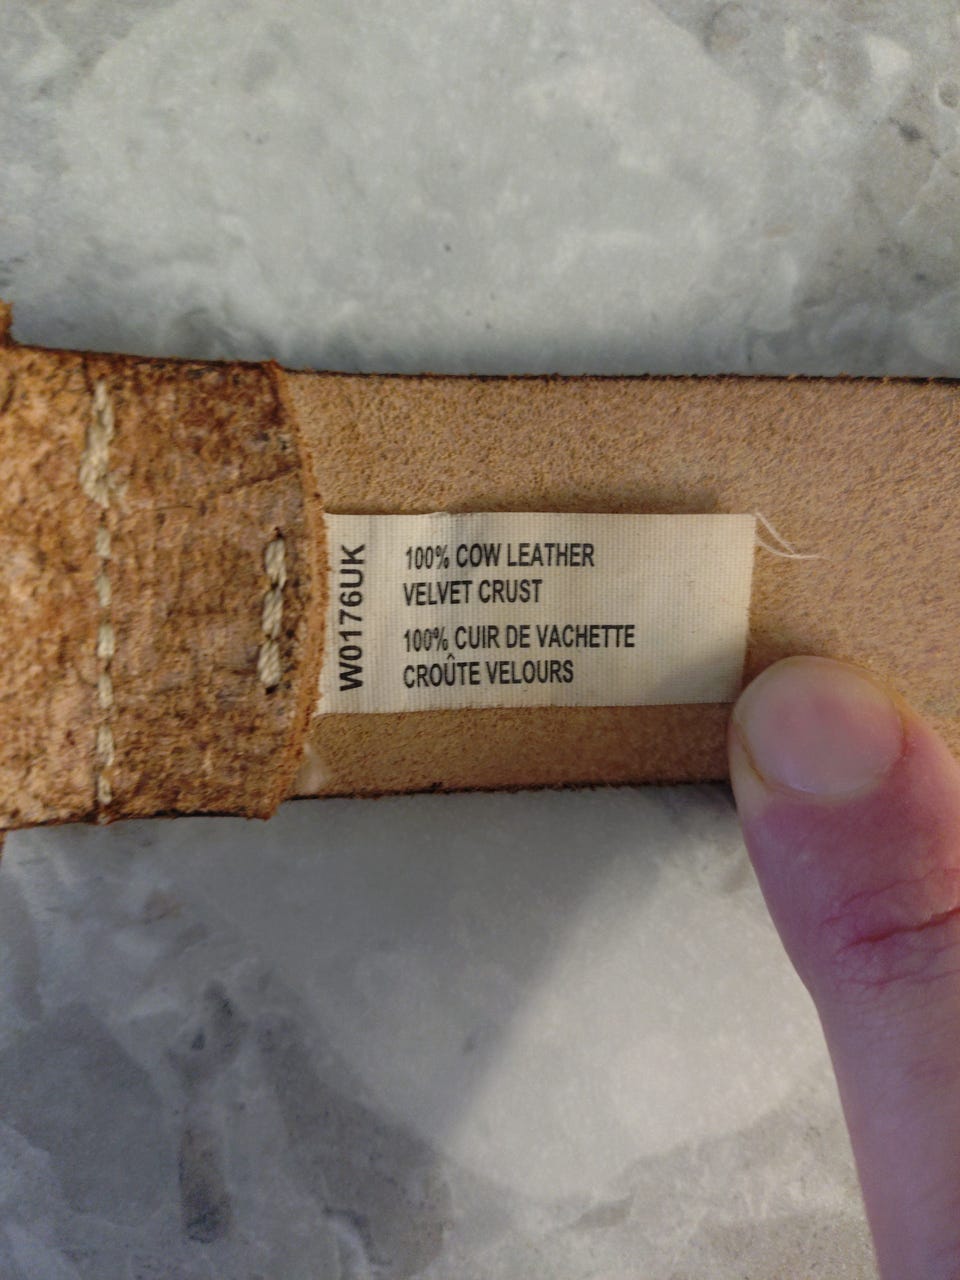 W0176UK
100% COW LEATHER
VELVET CRUST
100% CUIR DE VACHETTE
CROÛTE VELOURS